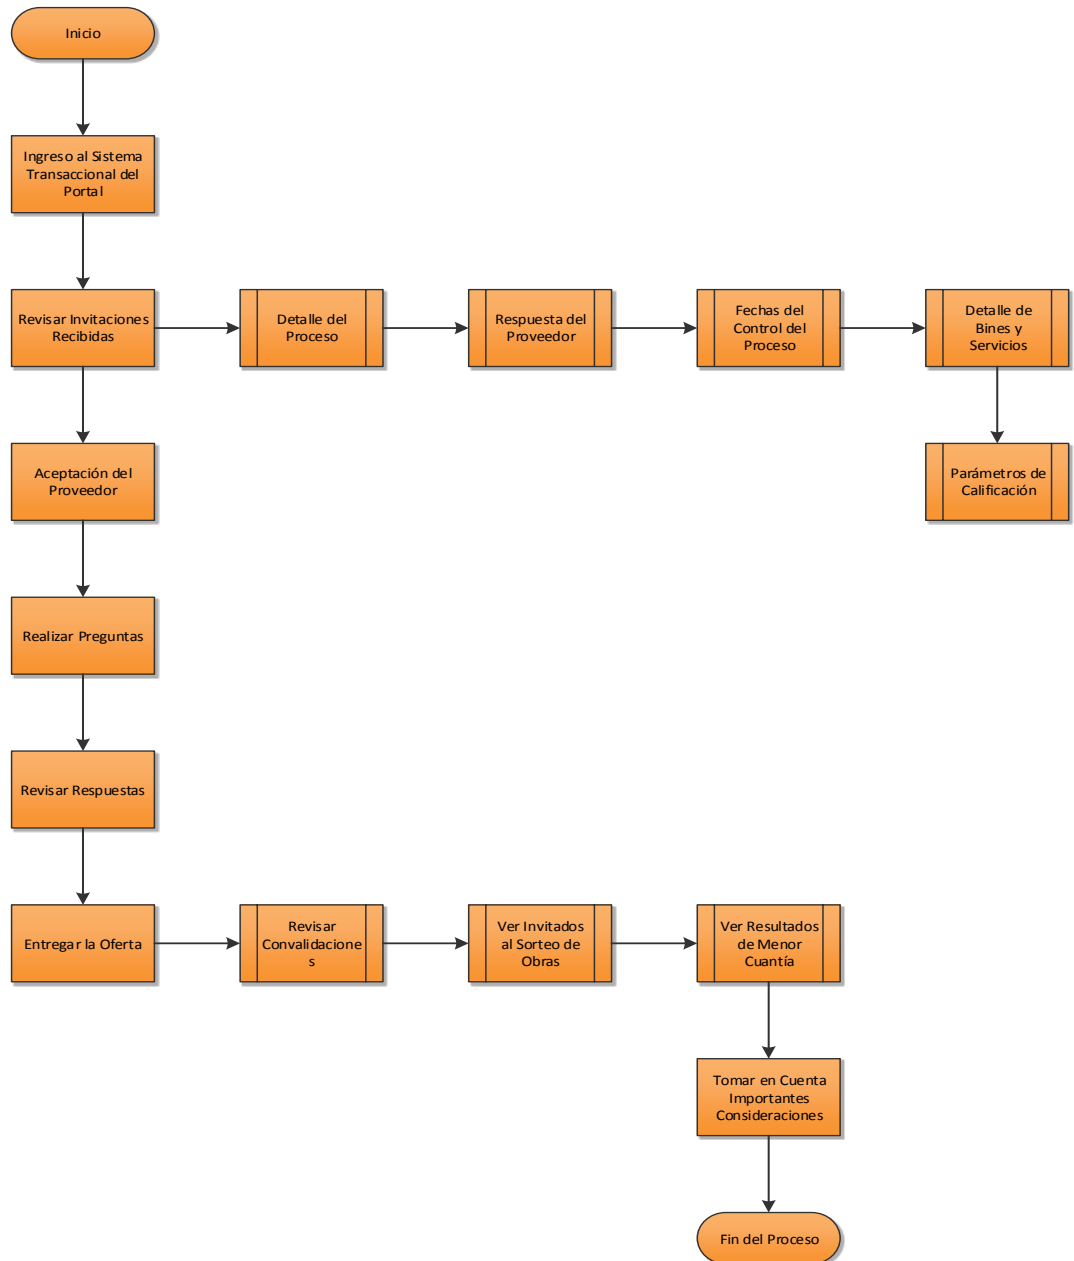 Inicio
Ingreso al Sistema
Transaccional del
Portal
Revisar Invitaciones
Recibidas
Detalle del
Proceso
Respuesta del
Proveedor
Fechas del
Control del
Proceso
Detalle de
Bines y
Servicios
Aceptación del
Proveedor
Parámetros de
Calificación
Realizar Preguntas
Revisar Respuestas
Entregar la Oferta
Revisar
Convalidacione
s
Ver Invitados
al Sorteo de
Obras
Ver Resultados
de Menor
Cuantía
Tomar en Cuenta
Importantes
Consideraciones
Fin del Proceso